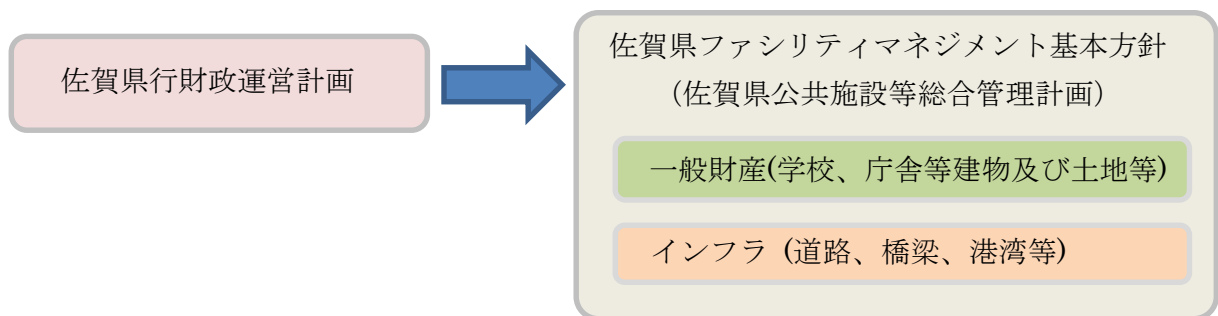 佐賀県行財政運営計画
佐賀県ファシリティマネジメント基本方針
（佐賀県公共施設等総合管理計画）
一般財産(学校、庁舎等建物及び土地等)
インフラ (道路、橋梁、港湾等)